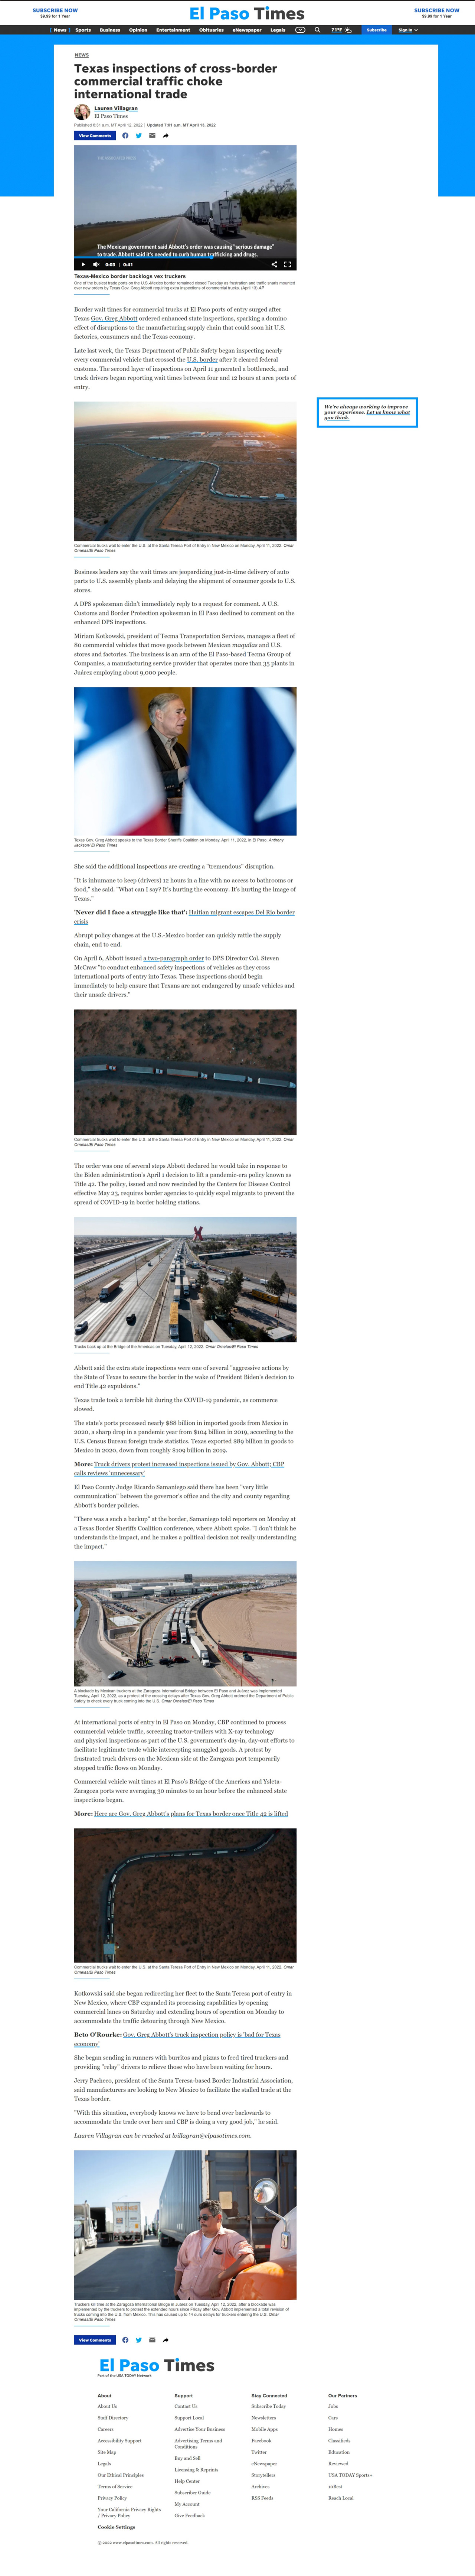 SUBSCRIBE NOW
$9.99 for 1 Year
El Paso Times
SUBSCRIBE NOW
$9.99 for 1 Year
[ News ] Sports Business Opinion Entertainment Obituaries eNewspaper Legals 71°F Subscribe Sign In
NEWS
Texas inspections of cross-border
commercial traffic choke
international trade
Lauren Villagran
El Paso Times
Published 6:31 a.m. MT April 12, 2022 | Updated 7:01 a.m. MT April 13, 2022
View Comments
The Mexican government said Abbott's order was causing "serious damage"
to trade. Abbott said it's needed to curb human trafficking and drugs.
0:03 | 0:41
Texas-Mexico border backlogs vex truckers
One of the busiest trade ports on the U.S.-Mexico border remained closed Tuesday as frustration and traffic snarls mounted
over new orders by Texas Gov. Greg Abbott requiring extra inspections of commercial trucks. (April 13) AP
Border wait times for commercial trucks at El Paso ports of entry surged after
Texas Gov. Greg Abbott ordered enhanced state inspections, sparking a domino
effect of disruptions to the manufacturing supply chain that could soon hit U.S.
factories, consumers and the Texas economy.
Late last week, the Texas Department of Public Safety began inspecting nearly
every commercial vehicle that crossed the U.S. border after it cleared federal
customs. The second layer of inspections on April 11 generated a bottleneck, and
truck drivers began reporting wait times between four and 12 hours at area ports of
entry.
We're always working to improve
your experience. Let us know what
you think.
Commercial trucks wait to enter the U.S. at the Santa Teresa Port of Entry in New Mexico on Monday, April 11, 2022. Omar
Ornelas/El Paso Times
Business leaders say the wait times are jeopardizing just-in-time delivery of auto
parts to U.S. assembly plants and delaying the shipment of consumer goods to U.S.
stores.
A DPS spokesman didn't immediately reply to a request for comment. A U.S.
Customs and Border Protection spokesman in El Paso declined to comment on the
enhanced DPS inspections.
Miriam Kotkowski, president of Tecma Transportation Services, manages a fleet of
80 commercial vehicles that move goods between Mexican maquilas and U.S.
stores and factories. The business is an arm of the El Paso-based Tecma Group of
Companies, a manufacturing service provider that operates more than 35 plants in
Juárez employing about 9,000 people.
Texas Gov. Greg Abbott speaks to the Texas Border Sheriffs Coalition on Monday, April 11, 2022, in El Paso. Anthony
Jackson/ El Paso Times
She said the additional inspections are creating a "tremendous" disruption.
"It is inhumane to keep (drivers) 12 hours in a line with no access to bathrooms or
food," she said. "What can I say? It's hurting the economy. It's hurting the image of
Texas."
'Never did I face a struggle like that': Haitian migrant escapes Del Rio border
crisis
Abrupt policy changes at the U.S.-Mexico border can quickly rattle the supply
chain, end to end.
On April 6, Abbott issued a two-paragraph order to DPS Director Col. Steven
McCraw "to conduct enhanced safety inspections of vehicles as they cross
international ports of entry into Texas. These inspections should begin
immediately to help ensure that Texans are not endangered by unsafe vehicles and
their unsafe drivers."
Commercial trucks wait to enter the U.S. at the Santa Teresa Port of Entry in New Mexico on Monday, April 11, 2022. Omar
Ornelas/El Paso Times
The order was one of several steps Abbott declared he would take in response to
the Biden administration's April 1 decision to lift a pandemic-era policy known as
Title 42. The policy, issued and now rescinded by the Centers for Disease Control
effective May 23, requires border agencies to quickly expel migrants to prevent the
spread of COVID-19 in border holding stations.
Trucks back up at the Bridge of the Americas on Tuesday, April 12, 2022. Omar Ornelas/El Paso Times
Abbott said the extra state inspections were one of several "aggressive actions by
the State of Texas to secure the border in the wake of President Biden's decision to
end Title 42 expulsions."
Texas trade took a terrible hit during the COVID-19 pandemic, as commerce
slowed.
The state's ports processed nearly $88 billion in imported goods from Mexico in
2020, a sharp drop in a pandemic year from $104 billion in 2019, according to the
U.S. Census Bureau foreign trade statistics. Texas exported $89 billion in goods to
Mexico in 2020, down from roughly $109 billion in 2019.
More: Truck drivers protest increased inspections issued by Gov. Abbott; CBP
calls reviews 'unnecessary'
El Paso County Judge Ricardo Samaniego said there has been "very little
communication" between the governor's office and the city and county regarding
Abbott's border policies.
"There was a such a backup" at the border, Samaniego told reporters on Monday at
a Texas Border Sheriffs Coalition conference, where Abbott spoke. "I don't think he
understands the impact, and he makes a political decision not really understanding
the impact."
A blockade by Mexican truckers at the Zaragoza International Bridge between El Paso and Juárez was implemented
Tuesday, April 12, 2022, as a protest of the crossing delays after Texas Gov. Greg Abbott ordered the Department of Public
Safety to check every truck coming into the U.S. Omar Ornelas/El Paso Times
At international ports of entry in El Paso on Monday, CBP continued to process
commercial vehicle traffic, screening tractor-trailers with X-ray technology
and physical inspections as part of the U.S. government's day-in, day-out efforts to
facilitate legitimate trade while intercepting smuggled goods. A protest by
frustrated truck drivers on the Mexican side at the Zaragoza port temporarily
stopped traffic flows on Monday.
Commercial vehicle wait times at El Paso's Bridge of the Americas and Ysleta-
Zaragoza ports were averaging 30 minutes to an hour before the enhanced state
inspections began.
More: Here are Gov. Greg Abbott's plans for Texas border once Title 42 is lifted
Commercial trucks wait to enter the U.S. at the Santa Teresa Port of Entry in New Mexico on Monday, April 11, 2022. Omar
Ornelas/El Paso Times
Kotkowski said she began redirecting her fleet to the Santa Teresa port of entry in
New Mexico, where CBP expanded its processing capabilities by opening
commercial lanes on Saturday and extending hours of operation on Monday to
accommodate the traffic detouring through New Mexico.
Beto O'Rourke: Gov. Greg Abbott's truck inspection policy is 'bad for Texas
economy'
She began sending in runners with burritos and pizzas to feed tired truckers and
providing "relay" drivers to relieve those who have been waiting for hours.
Jerry Pacheco, president of the Santa Teresa-based Border Industrial Association,
said manufacturers are looking to New Mexico to facilitate the stalled trade at the
Texas border.
"With this situation, everybody knows we have to bend over backwards to
accommodate the trade over here and CBP is doing a very good job," he said.
Lauren Villagran can be reached at lvillagran@elpasotimes.com.
Truckers kill time at the Zaragoza International Bridge in Juárez on Tuesday, April 12, 2022, after a blockade was
implemented by the truckers to protest the extended hours since Friday after Gov. Abbott implemented a total revision of
trucks coming into the U.S. from Mexico. This has caused up to 14 ours delays for truckers entering the U.S. Omar
Ornelas/El Paso Times
View Comments
El Paso Times
Part of the USA TODAY Network
About
About Us
Staff Directory
Careers
Accessibility Support
Site Map
Legals
Our Ethical Principles
Terms of Service
Privacy Policy
Your California Privacy Rights
/ Privacy Policy
Cookie Settings
Support
Contact Us
Support Local
Advertise Your Business
Advertising Terms and
Conditions
Buy and Sell
Licensing & Reprints
Help Center
Subscriber Guide
My Account
Give Feedback
Stay Connected
Subscribe Today
Newsletters
Mobile Apps
Facebook
Twitter
eNewspaper
Storytellers
Archives
RSS Feeds
Our Partners
Jobs
Cars
Homes
Classifieds
Education
Reviewed
USA TODAY Sports+
10Best
Reach Local
© 2022 www.elpasotimes.com. All rights reserved.